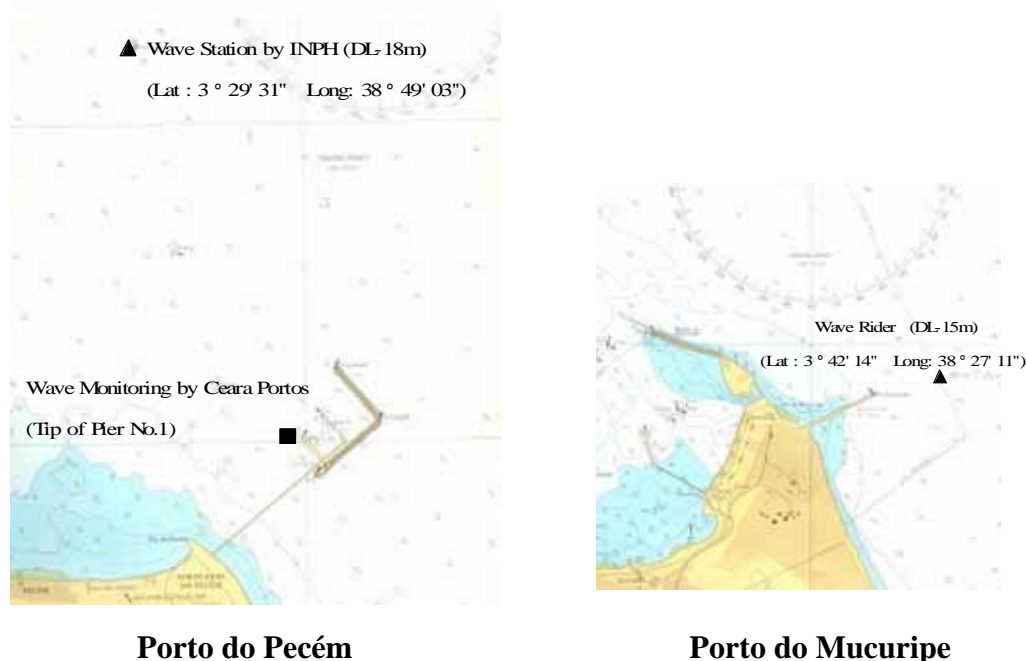 Wave Station by INPH (DL-18m)
(Lat : 3 ° 29' 31" Long: 38 ° 49' 03")
Wave Monitoring by Ceara Portos
(Tip of Pier No.1)
Wave Rider (DL-15m)
(Lat : 3 ° 42' 14" Long: 38 ° 27' 11")
Porto do Pecém
Porto do Mucuripe